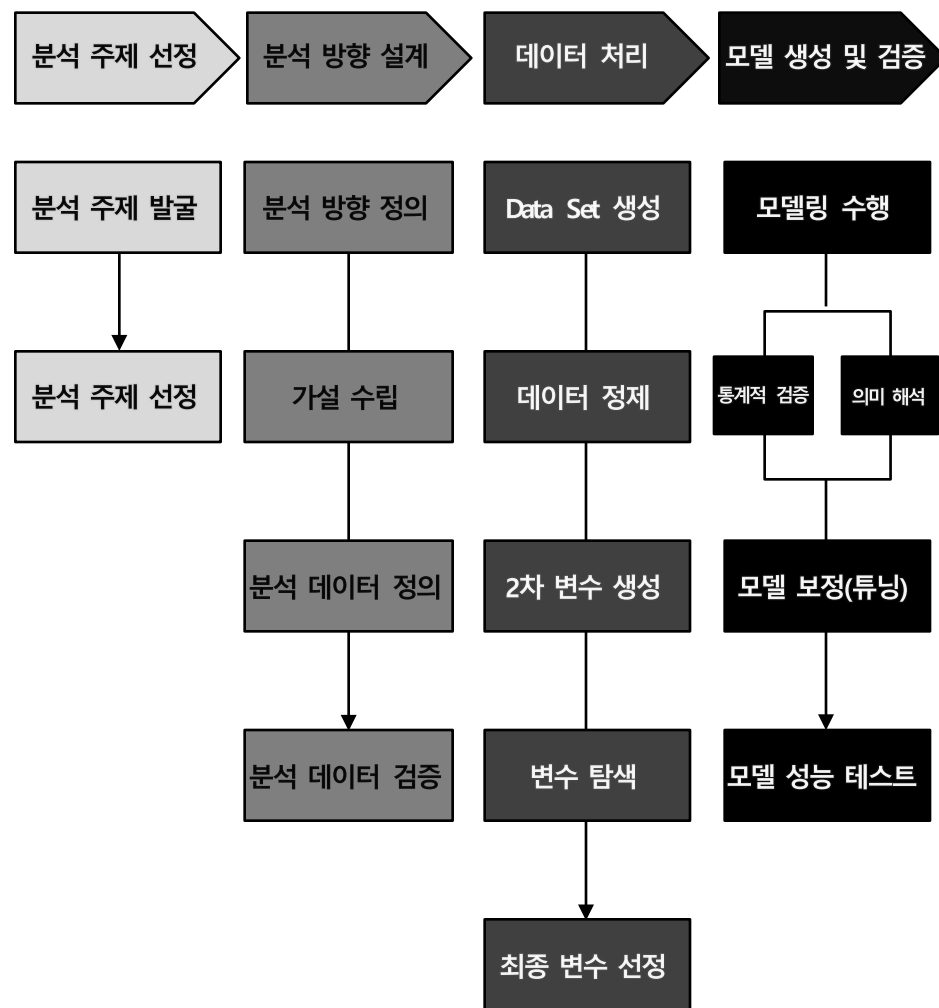 분석 주제 선정
분석 방향 설계
데이터 처리
모델 생성 및 검증
분석 주제 발굴
분석 방향 정의
Data Set 생성
모델링 수행
분석 주제 선정
가설 수립
데이터 정제
통계적 검증
의미 해석
분석 데이터 정의
2차 변수 생성
모델 보정(튜닝)
분석 데이터 검증
변수 탐색
모델 성능 테스트
최종 변수 선정